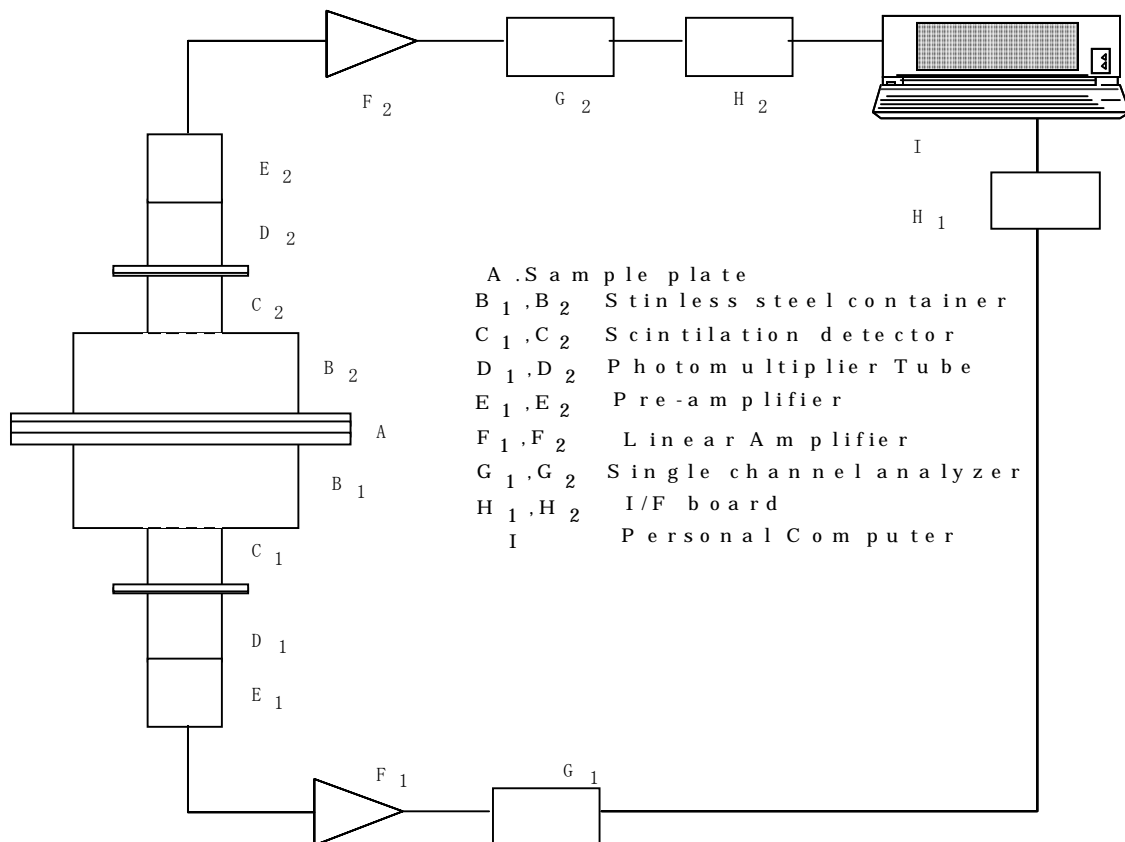 F 2
G 2
H 2
I
E 2
H 1
D 2
C 2
B 2
A
B 1
C 1
D 1
E 1
F 1
G 1
A .Sample plate
B 1 ,B 2 Stinless steel container
C 1 ,C 2 Scintilation detector
D 1 ,D 2 Photomultiplier Tube
E 1 ,E 2 Pre-amplifier
F 1 ,F 2 Linear Amplifier
G 1 ,G 2 Single channel analyzer
H 1 ,H 2 I/F board
I Personal Computer